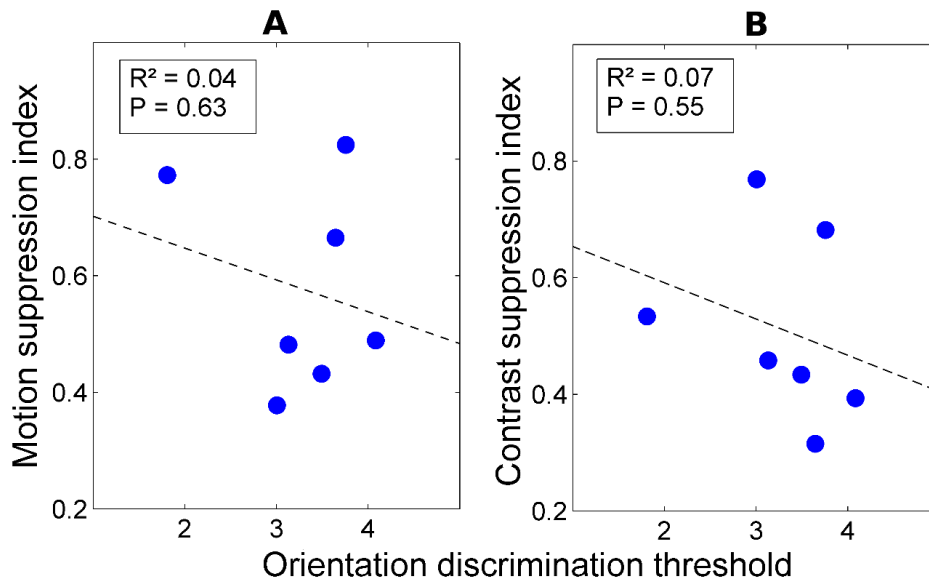 A
R² = 0.04
P = 0.63
Motion suppression index
0.8
0.6
0.4
0.2
2 3 4
B
R² = 0.07
P = 0.55
Contrast suppression index
0.8
0.6
0.4
0.2
2 3 4
Orientation discrimination threshold